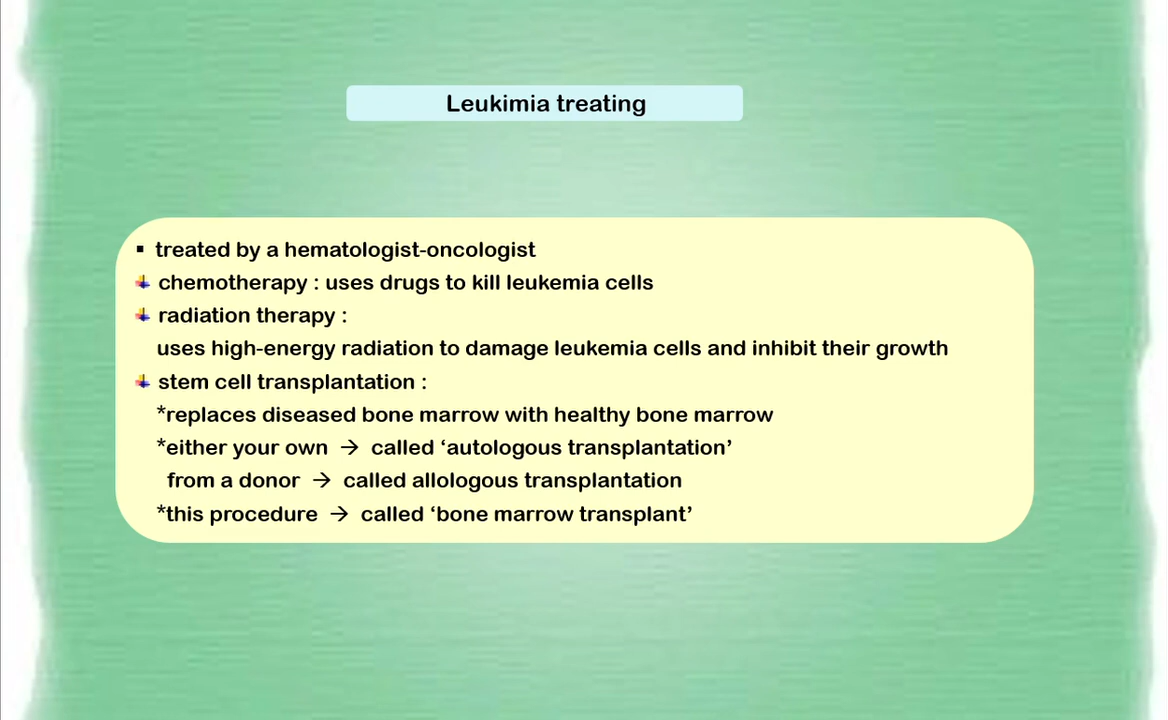 Leukimia treating
▪ treated by a hematologist-oncologist
chemotherapy : uses drugs to kill leukemia cells
radiation therapy :
uses high-energy radiation to damage leukemia cells and inhibit their growth
stem cell transplantation :
*replaces diseased bone marrow with healthy bone marrow
*either your own → called ‘autologous transplantation’
from a donor → called allologous transplantation
*this procedure → called ‘bone marrow transplant’